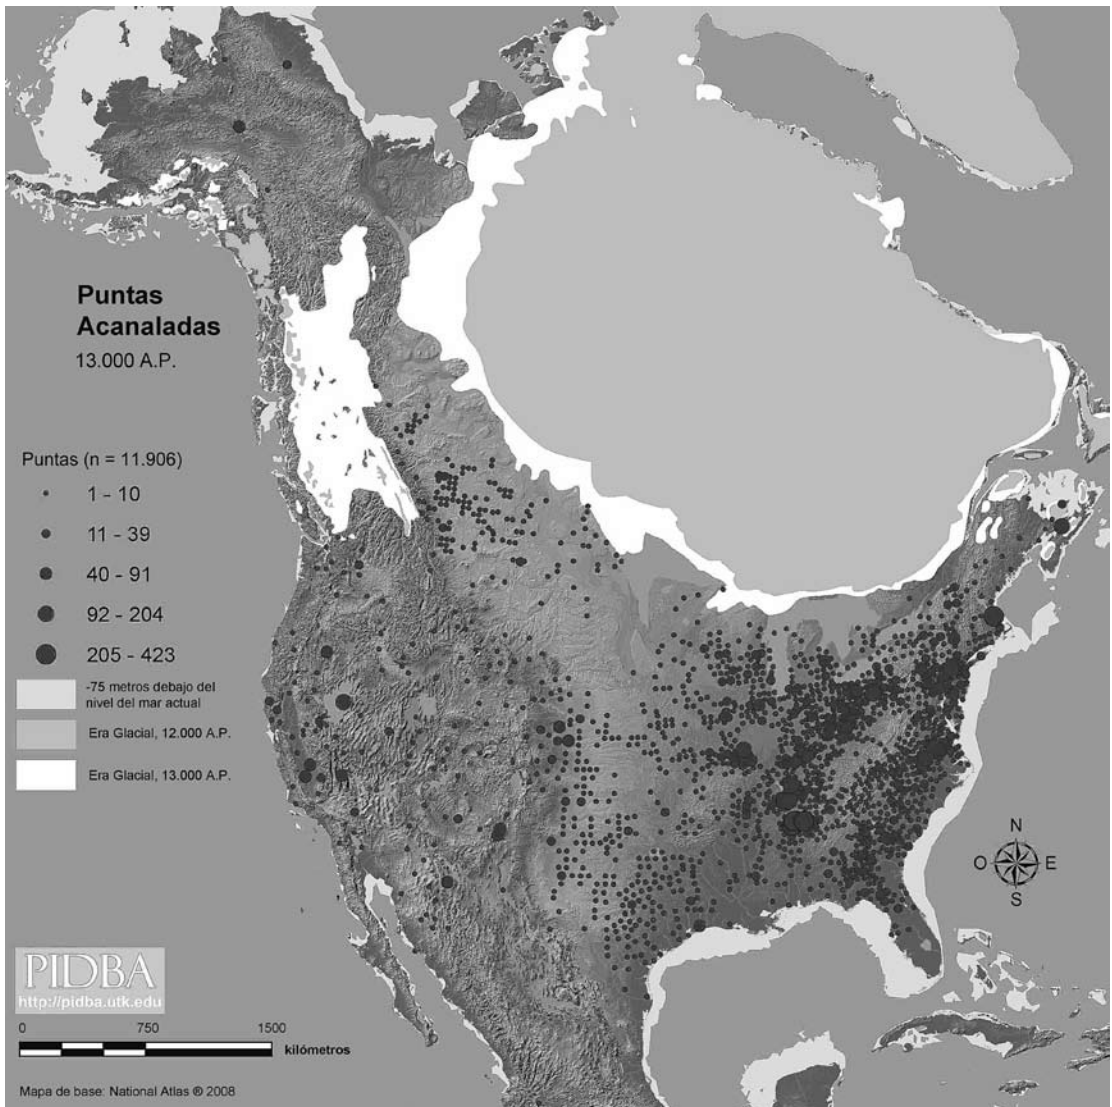 Puntas
Acanaladas
13.000 A.P.
Puntas (n = 11.906)
1 - 10
11 - 39
40 - 91
92 - 204
205 - 423
-75 metros debajo del
nivel del mar actual
Era Glacial, 12.000 A.P.
Era Glacial, 13.000 A.P.
N
O E
S
PIDBA
http://pidba.utk.edu
0 750 1500
kilómetros
Mapa de base: National Atlas ® 2008